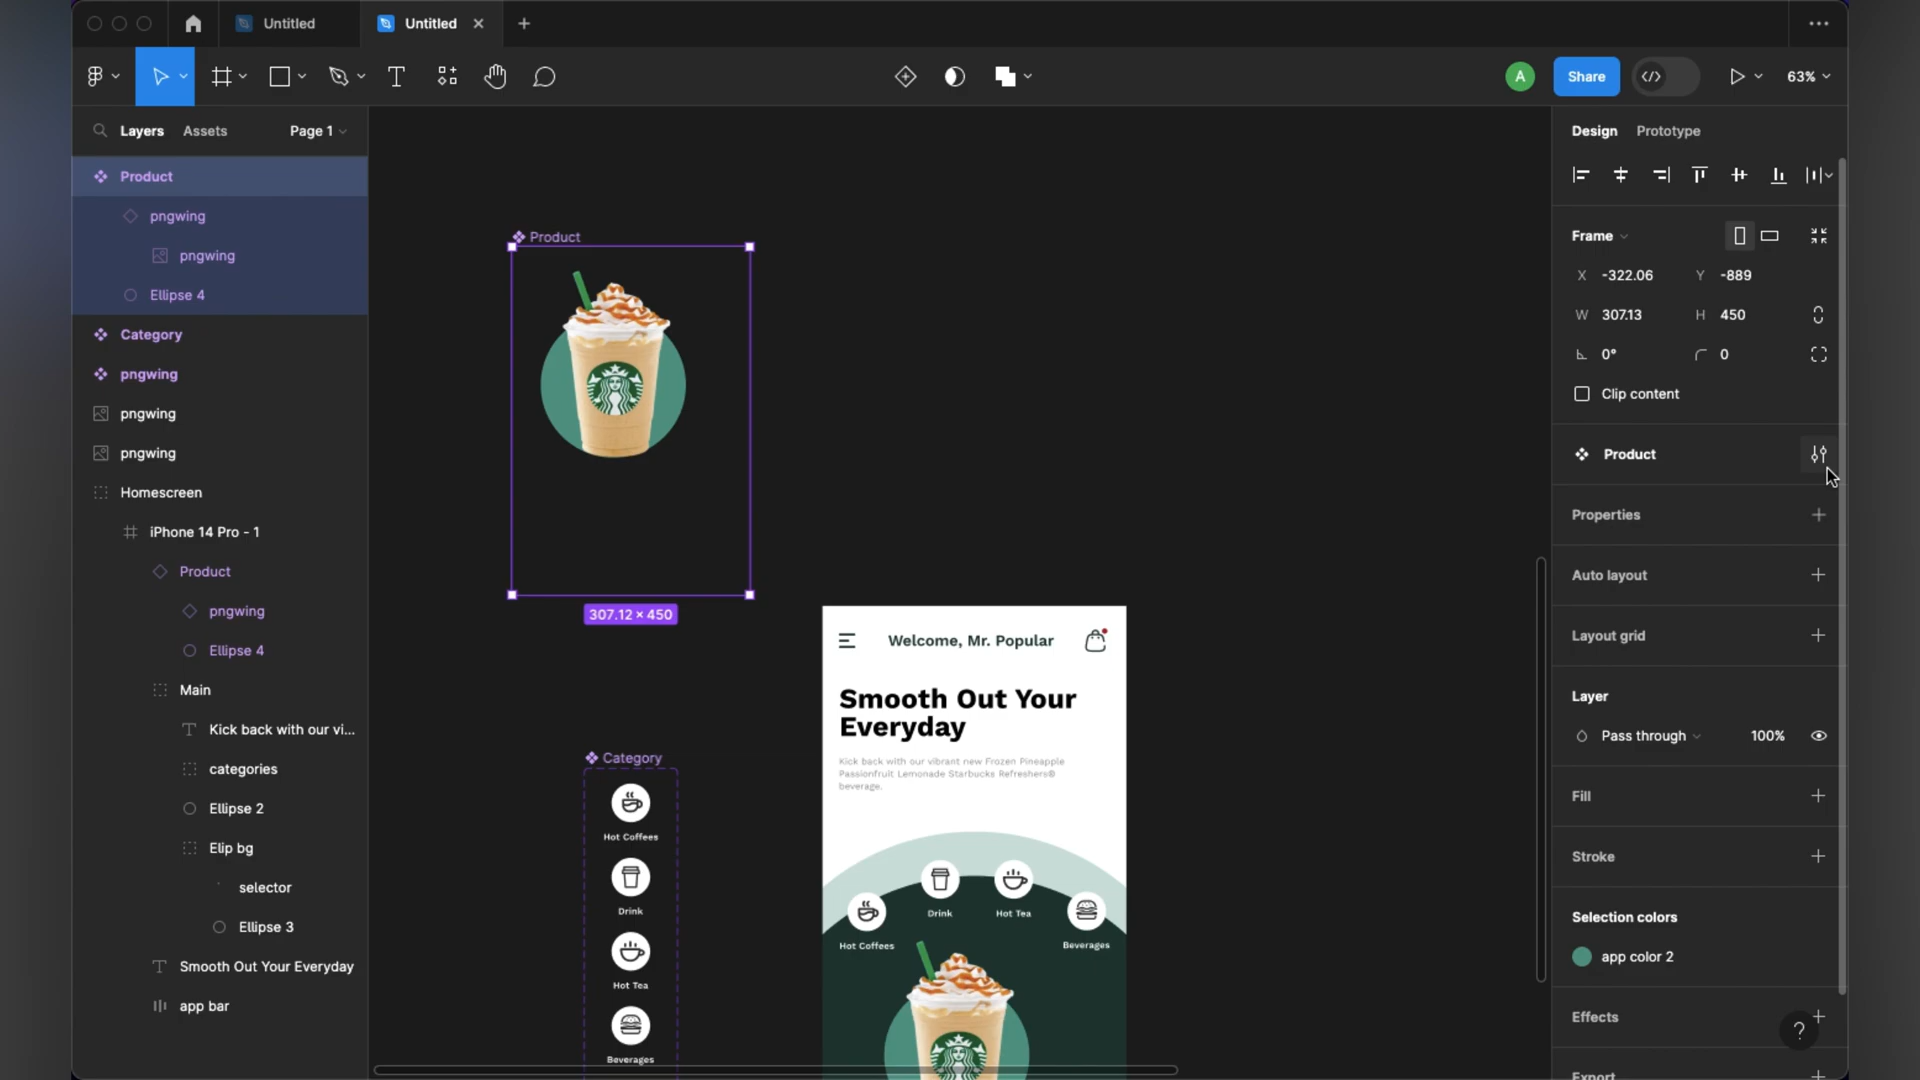 Untitled
Untitled
A
Share
63%
Layers
Assets
Page 1
Product
pngwing
pngwing
Ellipse 4
Category
pngwing
pngwing
pngwing
Homescreen
iPhone 14 Pro - 1
Product
pngwing
Ellipse 4
Main
Kick back with our vi...
categories
Ellipse 2
Elip bg
selector
Ellipse 3
Smooth Out Your Everyday
app bar
Product
307.12 × 450
Category
Hot Coffees
Drink
Hot Tea
Beverages
Welcome, Mr. Popular
Smooth Out Your
Everyday
Kick back with our vibrant new Frozen Pineapple
Passionfruit Lemonade Starbucks Refreshers®
beverage.
Hot Coffees
Drink
Hot Tea
Beverages
Design
Prototype
Frame
X -322.06 Y -889
W 307.13 H 450
0° 0
Clip content
Product
Properties
Auto layout
Layout grid
Layer
Pass through 100%
Fill
Stroke
Selection colors
app color 2
Effects
?
Export